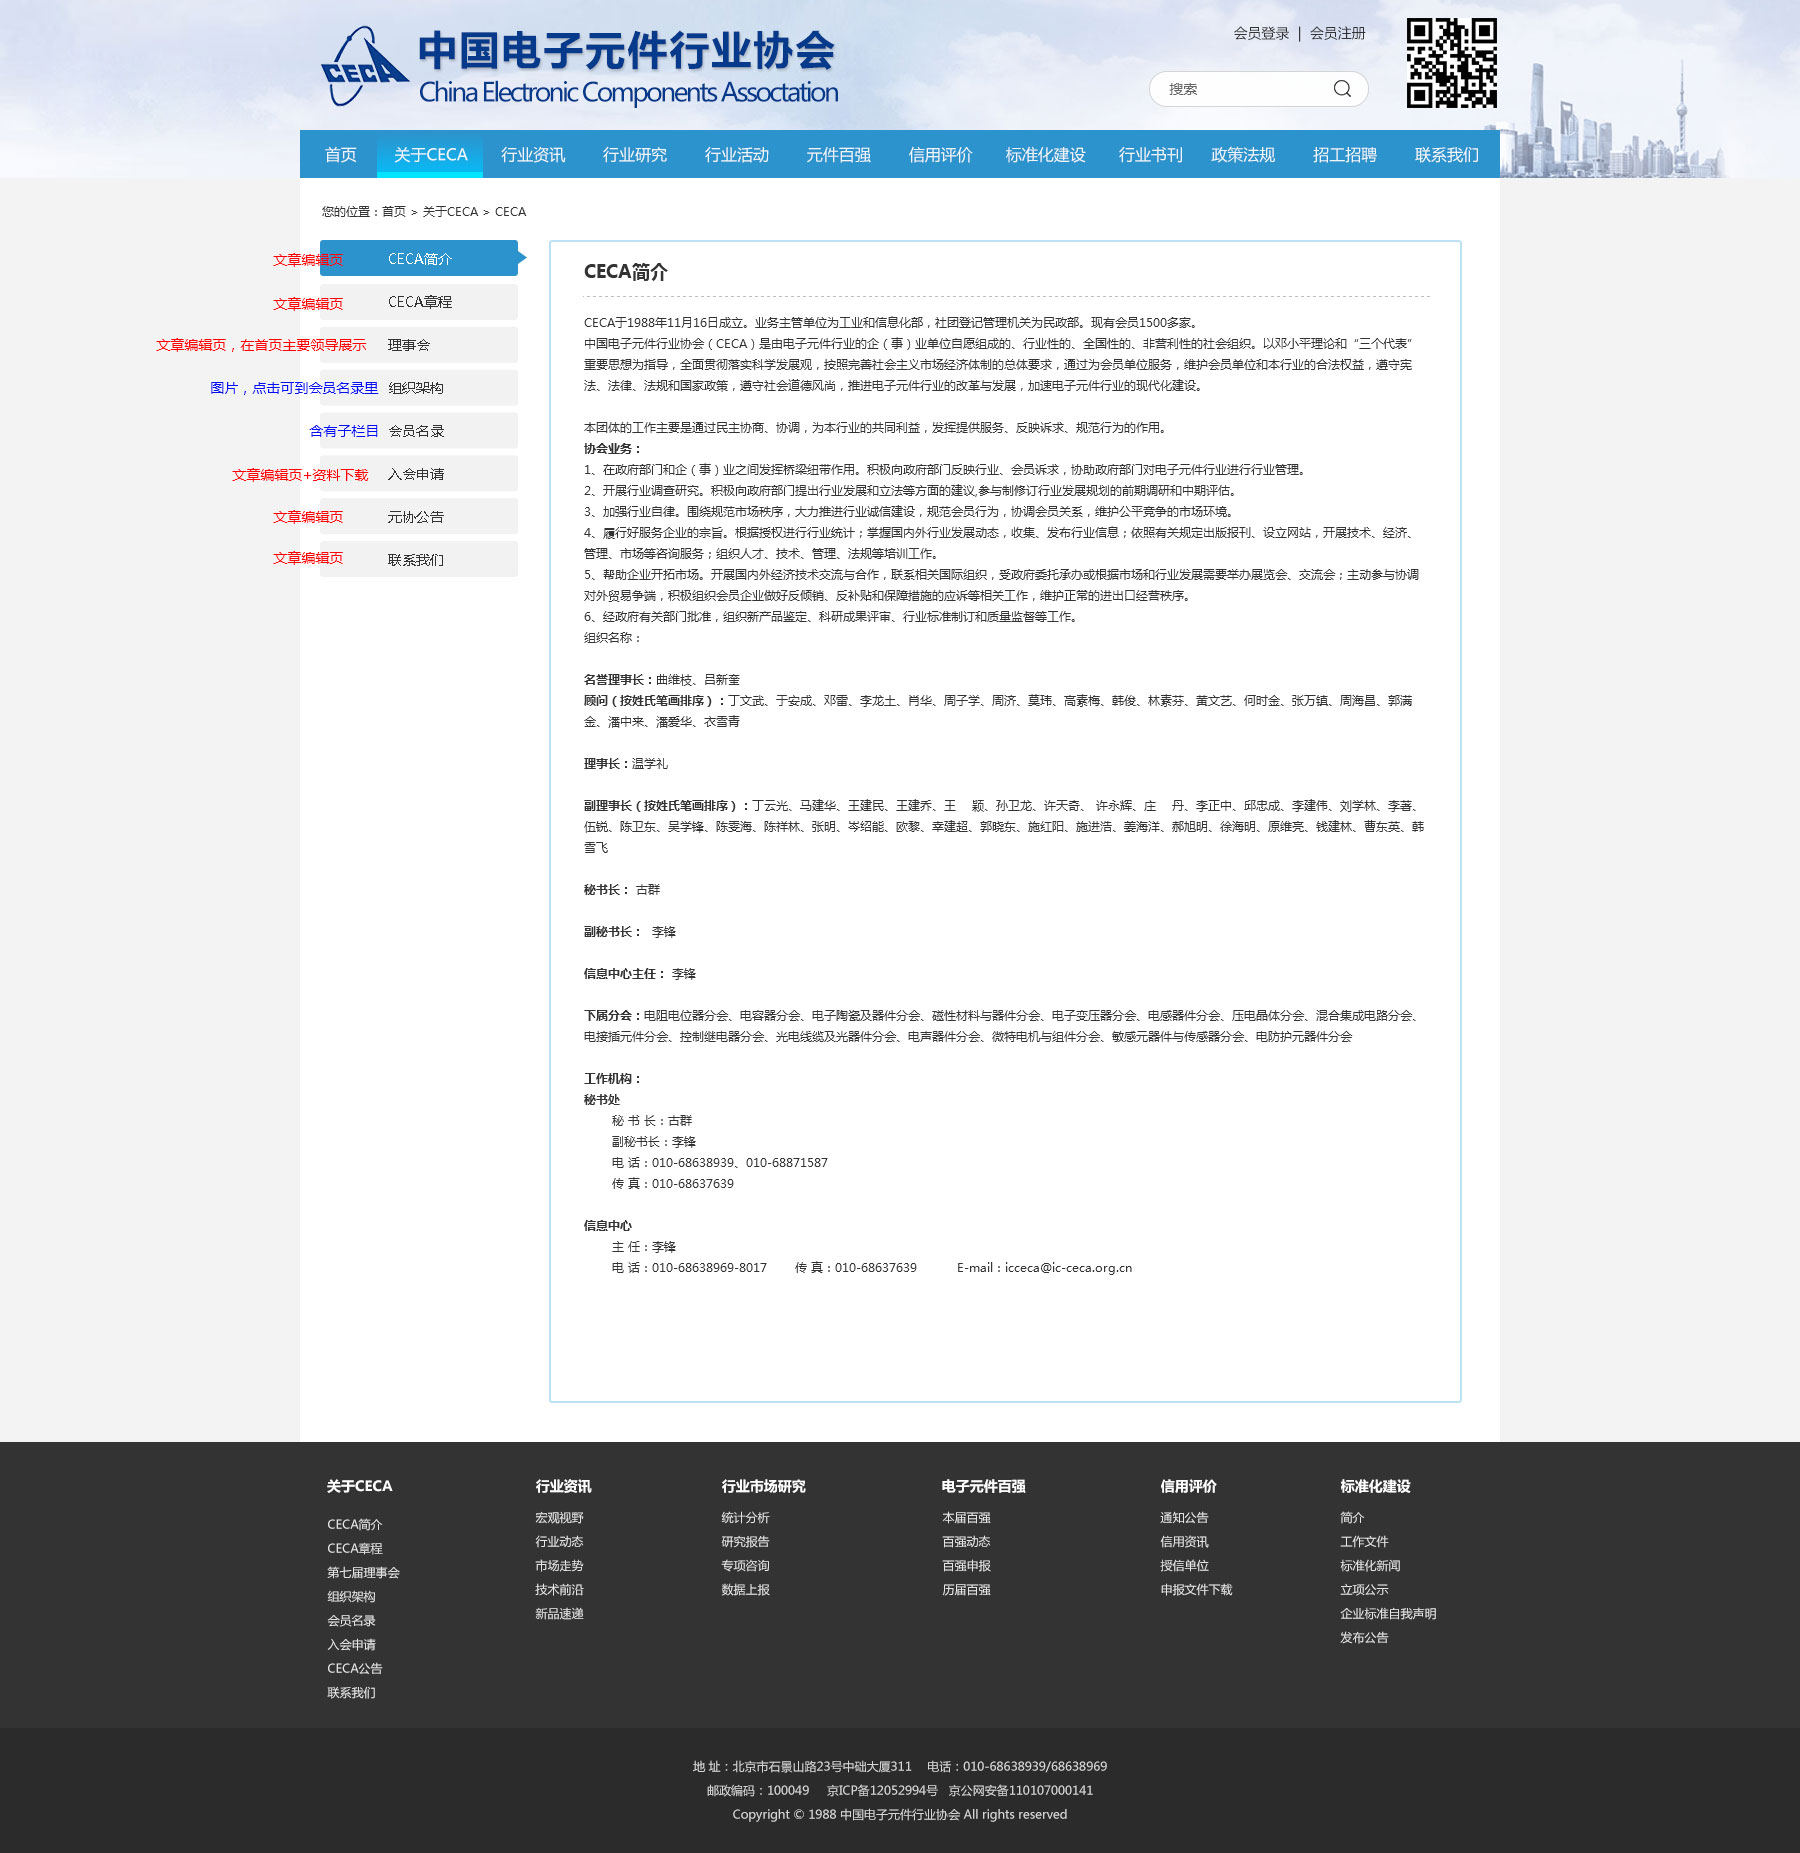 中国电子元件行业协会
China Electronic Components Assoctation
会员登录 | 会员注册
搜索
首页 关于CECA 行业资讯 行业研究 行业活动 元件百强 信用评价 标准化建设 行业书刊 政策法规 招工招聘 联系我们
您的位置：首页 > 关于CECA > CECA
文章编辑页 CECA简介
文章编辑页 CECA章程
文章编辑页，在首页主要领导展示 理事会
图片，点击可到会员名录里 组织架构
含有子栏目 会员名录
文章编辑页+资料下载 入会申请
文章编辑页 元协公告
文章编辑页 联系我们
CECA简介
CECA于1988年11月16日成立。业务主管单位为工业和信息化部，社团登记管理机关为民政部。现有会员1500多家。
中国电子元件行业协会（CECA）是由电子元件行业的企（事）业单位自愿组成的、行业性的、全国性的、非营利性的社会组织。以邓小平理论和“三个代表”
重要思想为指导，全面贯彻落实科学发展观，按照完善社会主义市场经济体制的总体要求，通过为会员单位服务，维护会员单位和本行业的合法权益，遵守宪
法、法律、法规和国家政策，遵守社会道德风尚，推进电子元件行业的改革与发展，加速电子元件行业的现代化建设。
本团体的工作主要是通过民主协商、协调，为本行业的共同利益，发挥提供服务、反映诉求、规范行为的作用。
协会业务：
1、在政府部门和企（事）业之间发挥桥梁纽带作用。积极向政府部门反映行业、会员诉求，协助政府部门对电子元件行业进行行业管理。
2、开展行业调查研究。积极向政府部门提出行业发展和立法等方面的建议,参与制修订行业发展规划的前期调研和中期评估。
3、加强行业自律。围绕规范市场秩序，大力推进行业诚信建设，规范会员行为，协调会员关系，维护公平竞争的市场环境。
4、履行好服务企业的宗旨。根据授权进行行业统计；掌握国内外行业发展动态，收集、发布行业信息；依照有关规定出版报刊、设立网站，开展技术、经济、
管理、市场等咨询服务；组织人才、技术、管理、法规等培训工作。
5、帮助企业开拓市场。开展国内外经济技术交流与合作，联系相关国际组织，受政府委托承办或根据市场和行业发展需要举办展览会、交流会；主动参与协调
对外贸易争端，积极组织会员企业做好反倾销、反补贴和保障措施的应诉等相关工作，维护正常的进出口经营秩序。
6、经政府有关部门批准，组织新产品鉴定、科研成果评审、行业标准制订和质量监督等工作。
组织名称：
名誉理事长：曲维枝、吕新奎
顾问（按姓氏笔画排序）：丁文武、于安成、邓雷、李龙土、肖华、周子学、周济、莫玮、高素梅、韩俊、林素芬、黄文艺、何时金、张万镇、周海昌、郭满
金、潘中来、潘爱华、衣雪青
理事长：温学礼
副理事长（按姓氏笔画排序）：丁云光、马建华、王建民、王建乔、王 颖、孙卫龙、许天奇、 许永辉、庄 丹、李正中、邱忠成、李建伟、刘学林、李著、
伍锐、陈卫东、吴学锋、陈雯海、陈祥林、张明、岑绍能、欧黎、幸建超、郭晓东、施红阳、施进浩、姜海洋、郝旭明、徐海明、原维亮、钱建林、曹东英、韩
雪飞
秘书长： 古群
副秘书长： 李锋
信息中心主任： 李锋
下属分会：电阻电位器分会、电容器分会、电子陶瓷及器件分会、磁性材料与器件分会、电子变压器分会、电感器件分会、压电晶体分会、混合集成电路分会、
电接插元件分会、控制继电器分会、光电线缆及光器件分会、电声器件分会、微特电机与组件分会、敏感元器件与传感器分会、电防护元器件分会
工作机构：
秘书处
秘 书 长：古群
副秘书长：李锋
电 话：010-68638939、010-68871587
传 真：010-68637639
信息中心
主 任：李锋
电 话：010-68638969-8017 传 真：010-68637639 E-mail：icceca@ic-ceca.org.cn
关于CECA
CECA简介
CECA章程
第七届理事会
组织架构
会员名录
入会申请
CECA公告
联系我们
行业资讯
宏观视野
行业动态
市场走势
技术前沿
新品速递
行业市场研究
统计分析
研究报告
专项咨询
数据上报
电子元件百强
本届百强
百强动态
百强申报
历届百强
信用评价
通知公告
信用资讯
授信单位
申报文件下载
标准化建设
简介
工作文件
标准化新闻
立项公示
企业标准自我声明
发布公告
地 址：北京市石景山路23号中础大厦311 电话：010-68638939/68638969
邮政编码：100049 京ICP备12052994号 京公网安备110107000141
Copyright © 1988 中国电子元件行业协会 All rights reserved